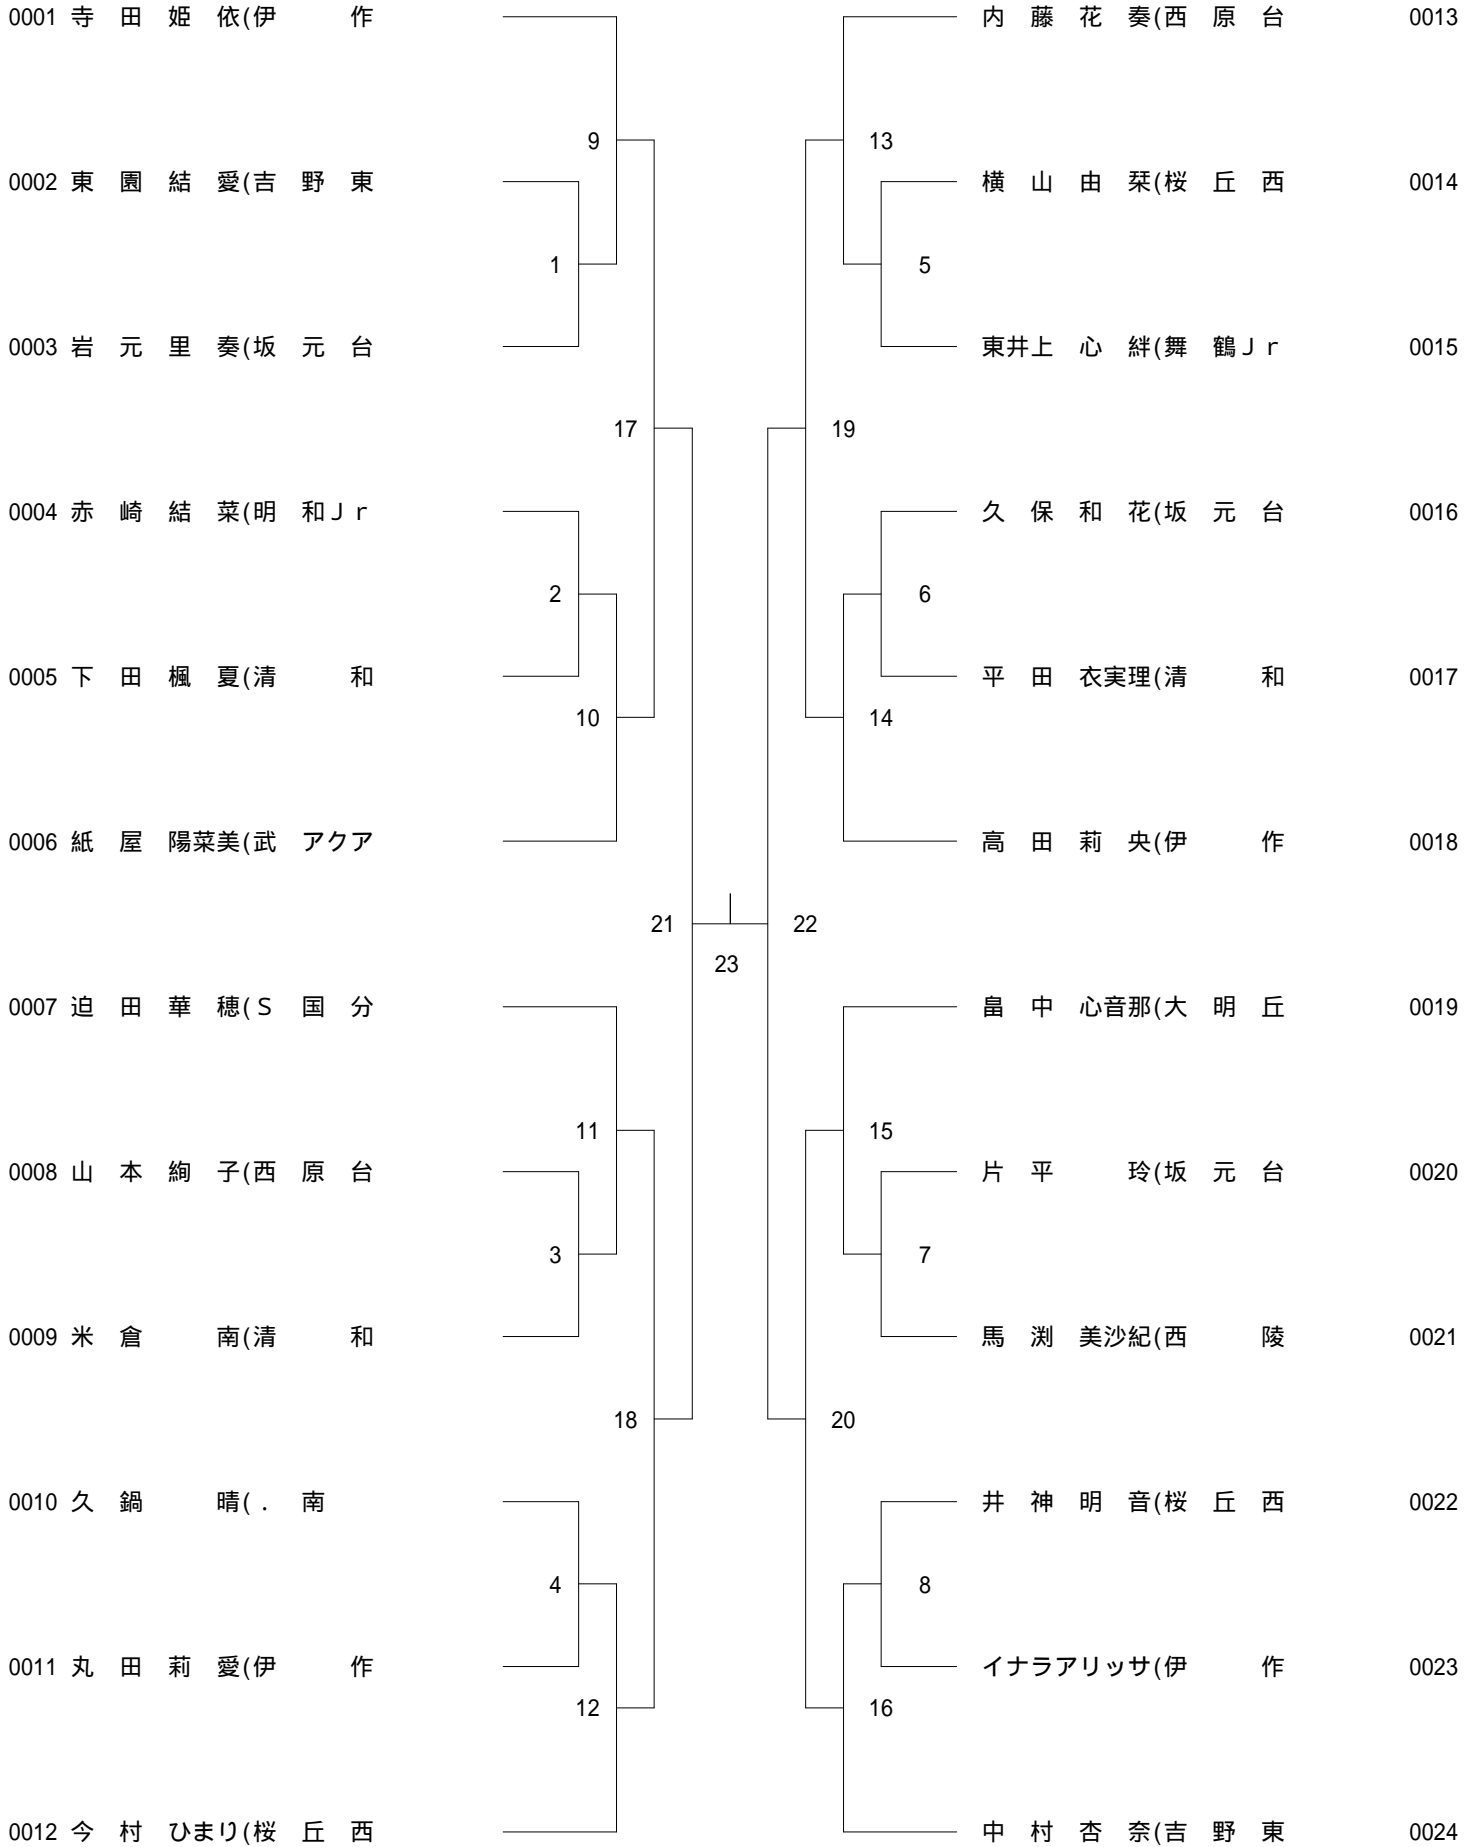 0001 寺　田　姫　依(伊　　　作
内　藤　花　奏(西　原　台 0013
9
13
0002 東　園　結　愛(吉　野　東
横　山　由　栞(桜　丘　西 0014
1
5
0003 岩　元　里　奏(坂　元　台
東井上　心　絆(舞　鶴Ｊｒ 0015
17
19
0004 赤　崎　結　菜(明　和Ｊｒ
久　保　和　花(坂　元　台 0016
2
6
0005 下　田　楓　夏(清　　　和
平　田　衣実理(清　　　和 0017
10
14
0006 紙　屋　陽菜美(武　アクア
高　田　莉　央(伊　　　作 0018
21
22
23
0007 迫　田　華　穂(Ｓ　国　分
畠　中　心音那(大　明　丘 0019
11
15
0008 山　本　絢　子(西　原　台
片　平　　　玲(坂　元　台 0020
3
7
0009 米　倉　　　南(清　　　和
馬　渕　美沙紀(西　　　陵 0021
18
20
0010 久　鍋　　　晴(．　南
井　神　明　音(桜　丘　西 0022
4
8
0011 丸　田　莉　愛(伊　　　作
イナラアリッサ(伊　　　作 0023
12
16
0012 今　村　ひまり(桜　丘　西
中　村　杏　奈(吉　野　東 0024